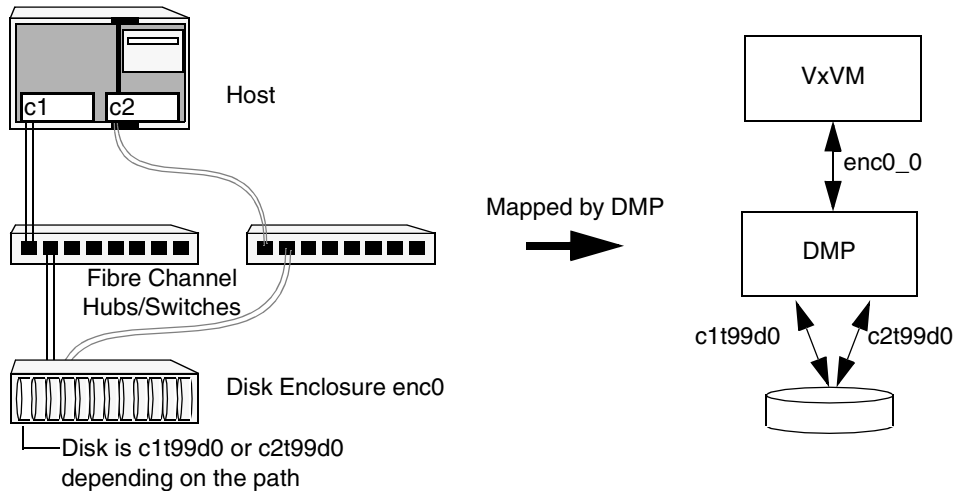 c1
c2
Host
Fibre Channel
Hubs/Switches
Disk Enclosure enc0
Disk is c1t99d0 or c2t99d0
depending on the path
Mapped by DMP
VxVM
enc0_0
DMP
c1t99d0
c2t99d0